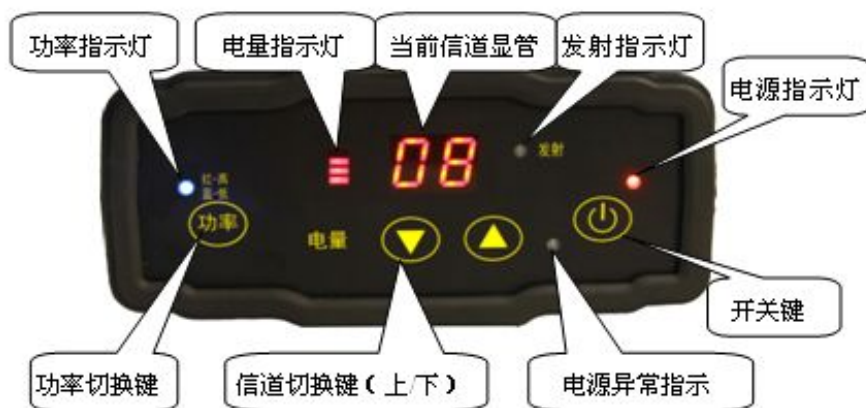 功率指示灯
电量指示灯
当前信道显管
发射指示灯
电源指示灯
08
发射
红-高
蓝-低
功率
电量
开关键
功率切换键
信道切换键（上/下）
电源异常指示